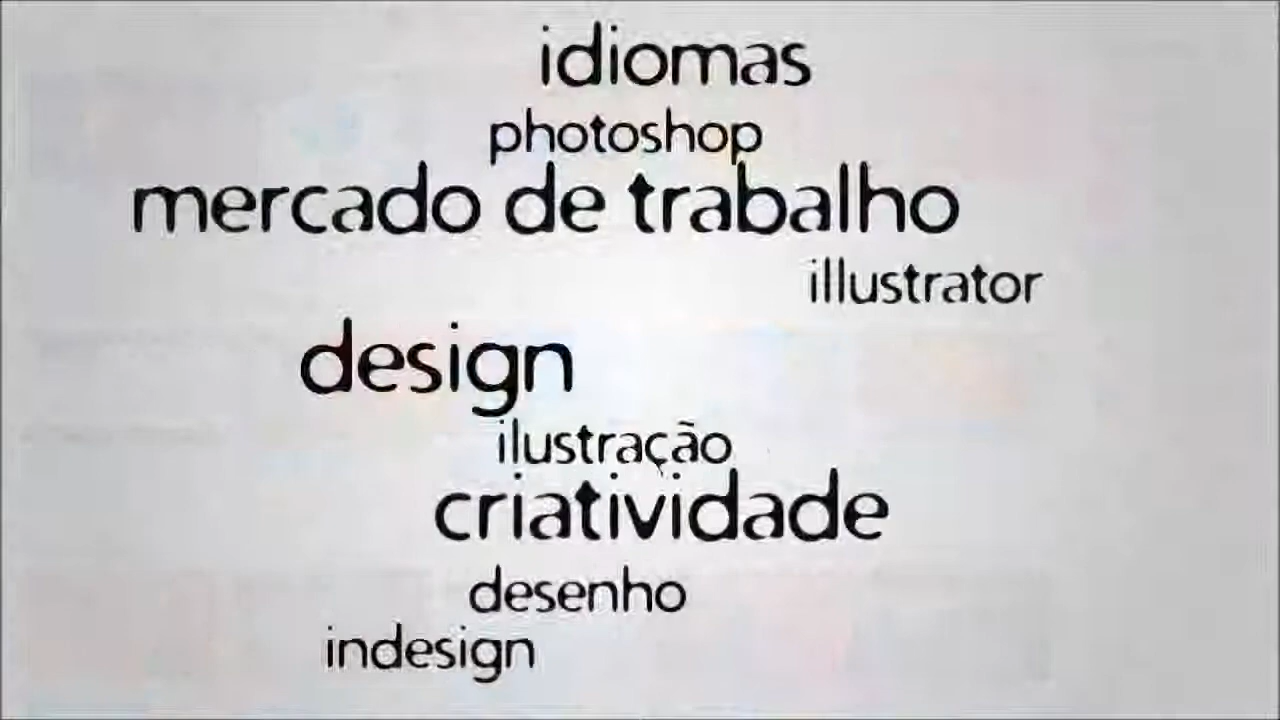 idiomas
photoshop
mercado de trabalho
illustrator
design
ilustração
criatividade
desenho
indesign